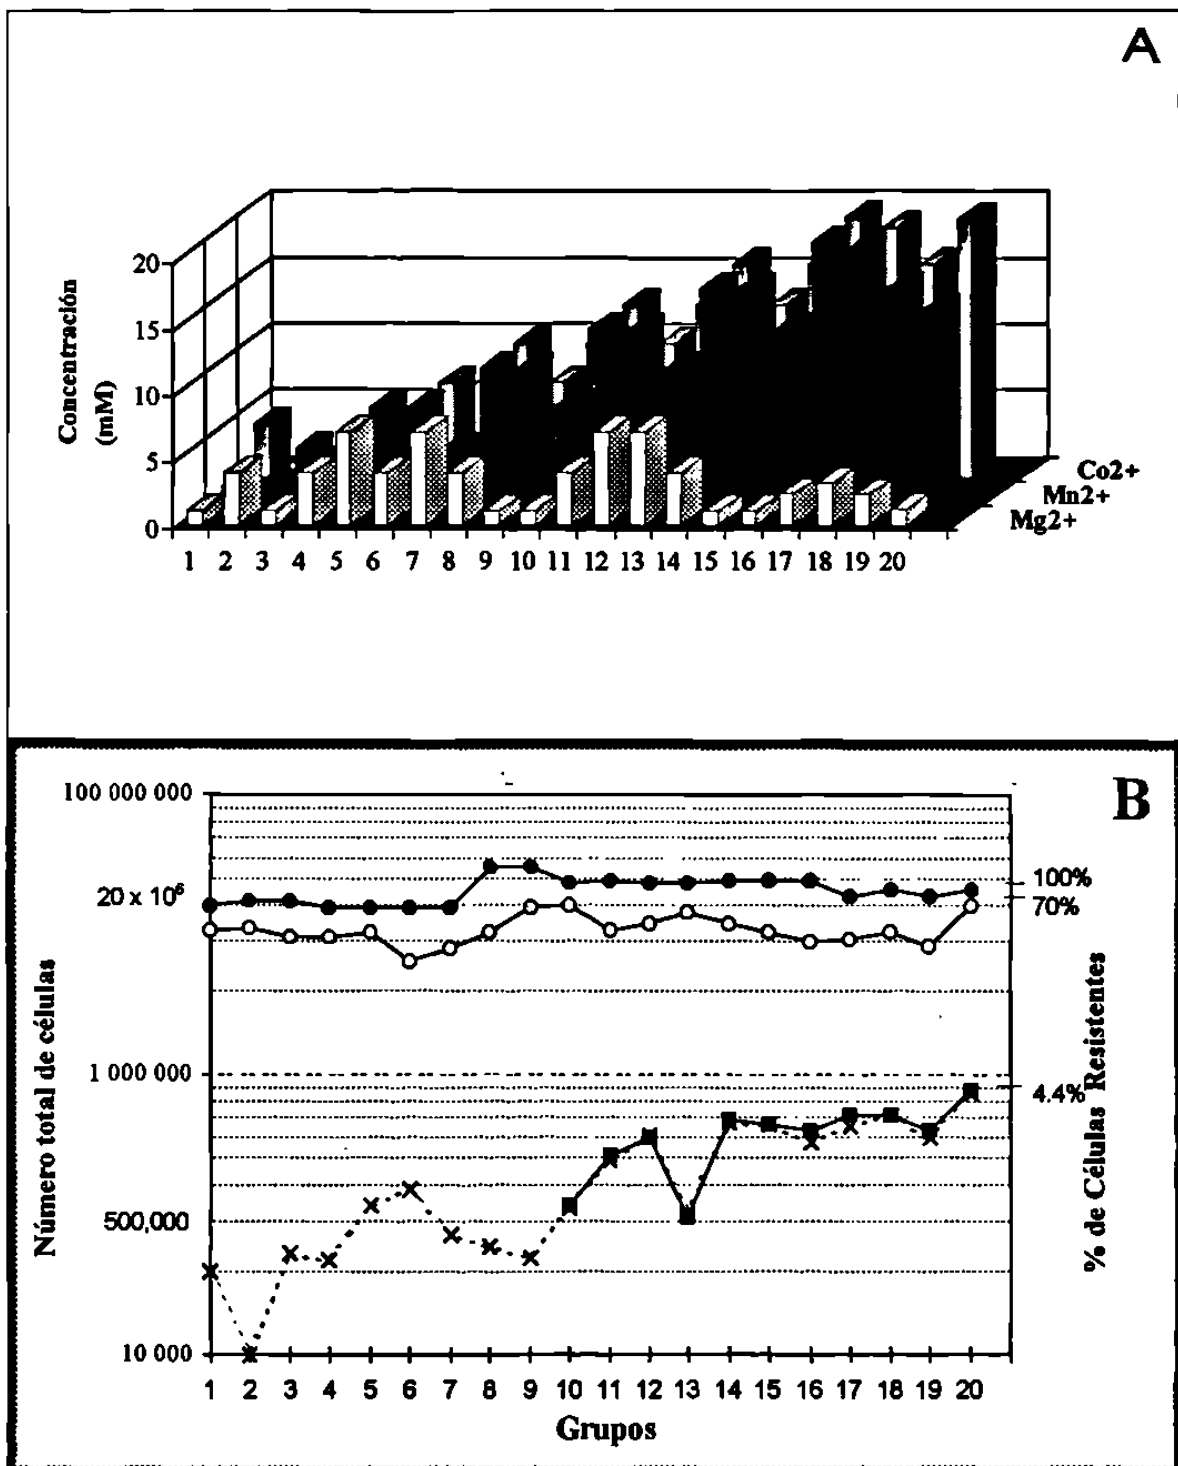 A
20
15
10
5
0
Concentración
(mM)
Co2+
Mn2+
Mg2+
1 2 3 4 5 6 7 8 9 10 11 12 13 14 15 16 17 18 19 20
B
100 000 000
20 x 10⁶
1 000 000
500,000
10 000
Número total de células
100%
70%
4.4%
% de Células Resistentes
1 2 3 4 5 6 7 8 9 10 11 12 13 14 15 16 17 18 19 20
Grupos